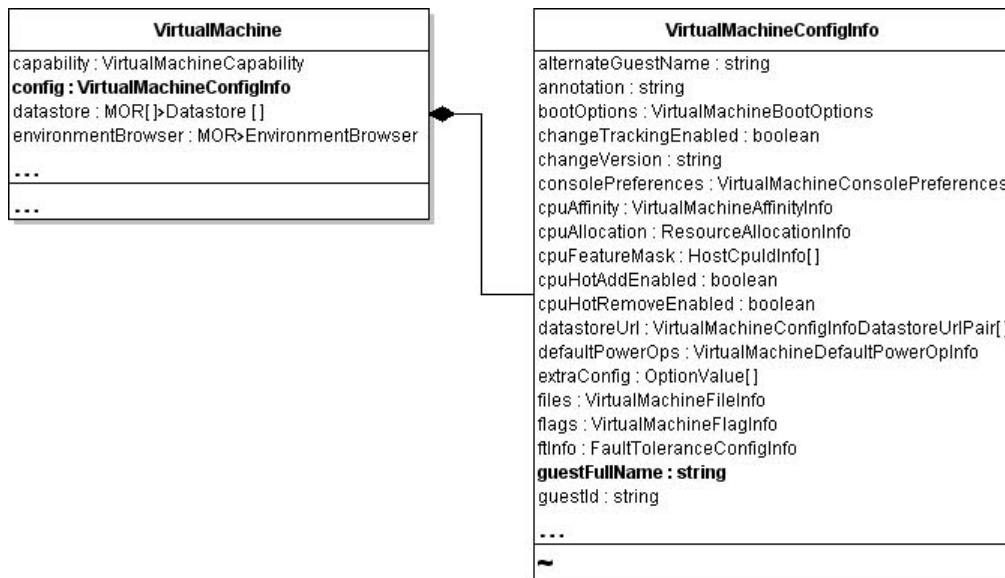 VirtualMachine
capability : VirtualMachineCapability
config : VirtualMachineConfigInfo
datastore : MOR[]>Datastore []
environmentBrowser : MOR>EnvironmentBrowser
...
...
VirtualMachineConfigInfo
alternateGuestName : string
annotation : string
bootOptions : VirtualMachineBootOptions
changeTrackingEnabled : boolean
changeVersion : string
consolePreferences : VirtualMachineConsolePreferences
cpuAffinity : VirtualMachineAffinityInfo
cpuAllocation : ResourceAllocationInfo
cpuFeatureMask : HostCpuIdInfo[]
cpuHotAddEnabled : boolean
cpuHotRemoveEnabled : boolean
datastoreUrl : VirtualMachineConfigInfoDatastoreUrlPair[]
defaultPowerOps : VirtualMachineDefaultPowerOpInfo
extraConfig : OptionValue[]
files : VirtualMachineFileInfo
flags : VirtualMachineFlagInfo
ftInfo : FaultToleranceConfigInfo
guestFullName : string
guestId : string
...
~